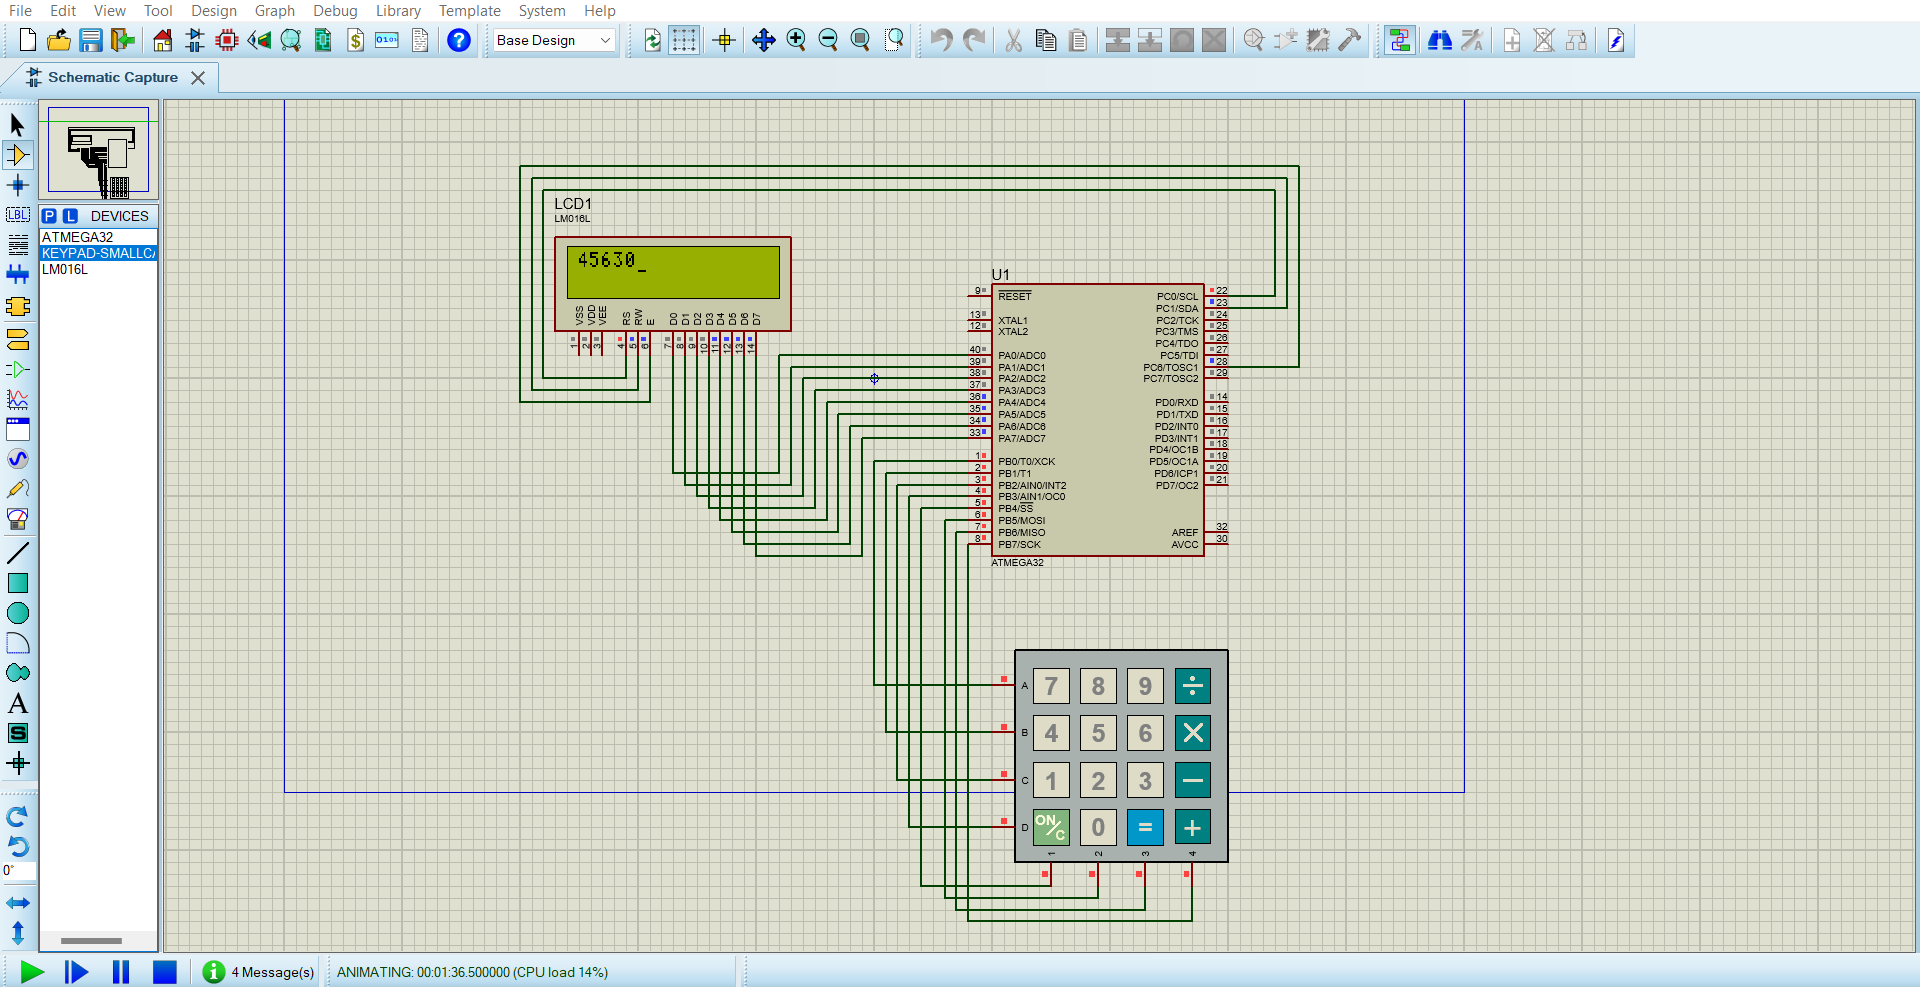 File Edit View Tool Design Graph Debug Library Template System Help
Base Design
Schematic Capture
P L DEVICES
ATMEGA32
KEYPAD-SMALLC
LM016L
LBL
A
S
0°
LCD1
LM016L
45630_
VSS VDD VEE RS RW E D0 D1 D2 D3 D4 D5 D6 D7
1 2 3 4 5 6 7 8 9 10 11 12 13 14
U1
9 RESET
13 XTAL1
12 XTAL2
40 PA0/ADC0
39 PA1/ADC1
38 PA2/ADC2
37 PA3/ADC3
36 PA4/ADC4
35 PA5/ADC5
34 PA6/ADC6
33 PA7/ADC7
1 PB0/T0/XCK
2 PB1/T1
3 PB2/AIN0/INT2
4 PB3/AIN1/OC0
5 PB4/SS
6 PB5/MOSI
7 PB6/MISO
8 PB7/SCK
PC0/SCL 22
PC1/SDA 23
PC2/TCK 24
PC3/TMS 25
PC4/TDO 26
PC5/TDI 27
PC6/TOSC1 28
PC7/TOSC2 29
PD0/RXD 14
PD1/TXD 15
PD2/INT0 16
PD3/INT1 17
PD4/OC1B 18
PD5/OC1A 19
PD6/ICP1 20
PD7/OC2 21
AREF 32
AVCC 30
ATMEGA32
A 7 8 9 ÷
B 4 5 6 ×
C 1 2 3 −
D ON/C 0 = +
1 2 3 4
4 Message(s)
ANIMATING: 00:01:36.500000 (CPU load 14%)